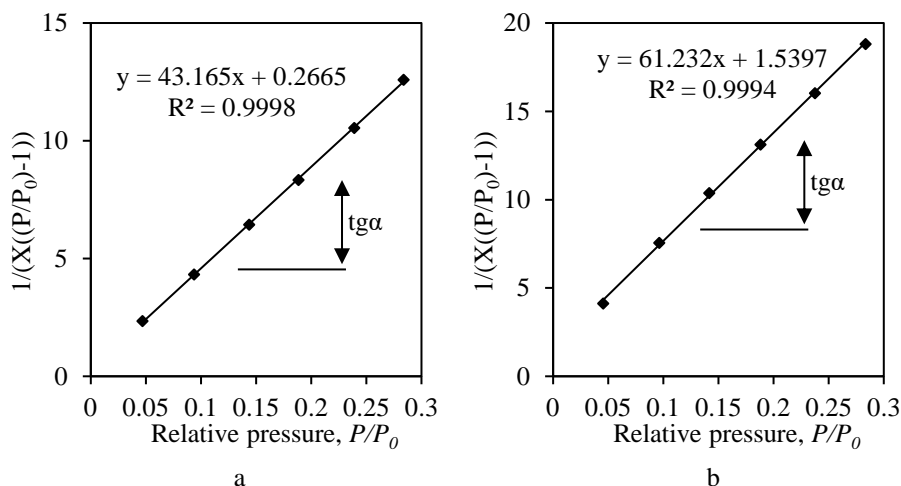 15
10
5
0
y = 43.165x + 0.2665
R² = 0.9998
tgα
1/(X((P/P0)-1))
0 0.05 0.1 0.15 0.2 0.25 0.3
Relative pressure, P/P0
a
20
15
10
5
0
y = 61.232x + 1.5397
R² = 0.9994
tgα
1/(X((P/P0)-1))
0 0.05 0.1 0.15 0.2 0.25 0.3
Relative pressure, P/P0
b